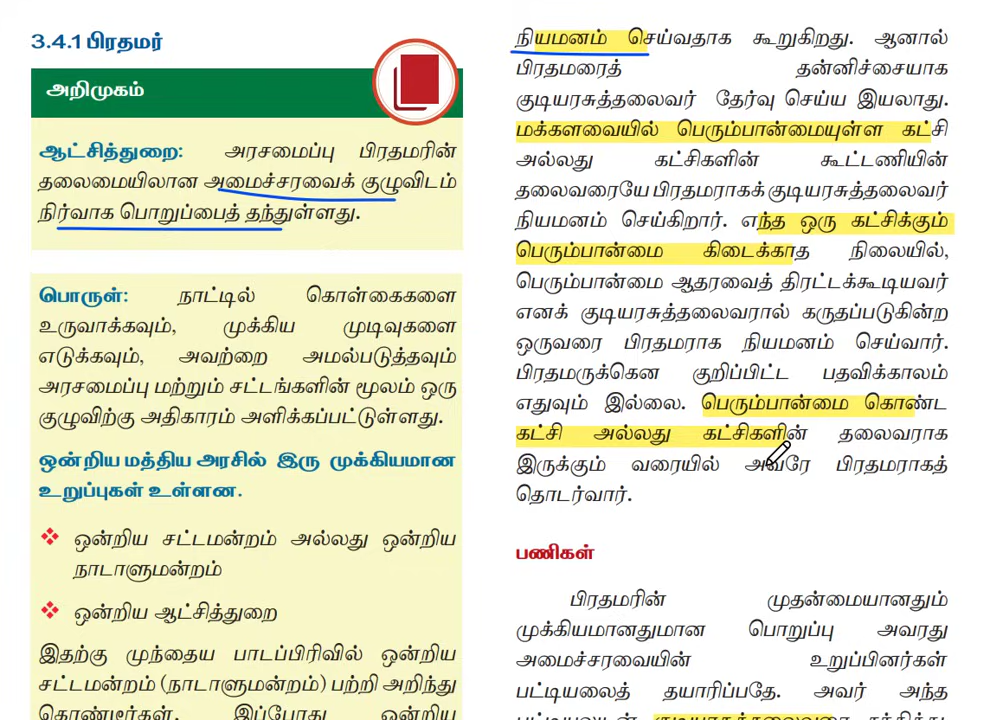 3.4.1 பிரதமர்
அறிமுகம்
ஆட்சித்துறை: அரசமைப்பு பிரதமரின்
தலைமையிலான அமைச்சரவைக் குழுவிடம்
நிர்வாக பொறுப்பைத் தந்துள்ளது.
பொருள்: நாட்டில் கொள்கைகளை
உருவாக்கவும், முக்கிய முடிவுகளை
எடுக்கவும், அவற்றை அமல்படுத்தவும்
அரசமைப்பு மற்றும் சட்டங்களின் மூலம் ஒரு
குழுவிற்கு அதிகாரம் அளிக்கப்பட்டுள்ளது.
ஒன்றிய மத்திய அரசில் இரு முக்கியமான
உறுப்புகள் உள்ளன.
❖ ஒன்றிய சட்டமன்றம் அல்லது ஒன்றிய
நாடாளுமன்றம்
❖ ஒன்றிய ஆட்சித்துறை
இதற்கு முந்தைய பாடப்பிரிவில் ஒன்றிய
சட்டமன்றம் (நாடாளுமன்றம்) பற்றி அறிந்து
கொண்டீர்கள். இப்போது ஒன்றிய
நியமனம் செய்வதாக கூறுகிறது. ஆனால்
பிரதமரைத் தன்னிச்சையாக
குடியரசுத்தலைவர் தேர்வு செய்ய இயலாது.
மக்களவையில் பெரும்பான்மையுள்ள கட்சி
அல்லது கட்சிகளின் கூட்டணியின்
தலைவரையே பிரதமராகக் குடியரசுத்தலைவர்
நியமனம் செய்கிறார். எந்த ஒரு கட்சிக்கும்
பெரும்பான்மை கிடைக்காத நிலையில்,
பெரும்பான்மை ஆதரவைத் திரட்டக்கூடியவர்
எனக் குடியரசுத்தலைவரால் கருதப்படுகின்ற
ஒருவரை பிரதமராக நியமனம் செய்வார்.
பிரதமருக்கென குறிப்பிட்ட பதவிக்காலம்
எதுவும் இல்லை. பெரும்பான்மை கொண்ட
கட்சி அல்லது கட்சிகளின் தலைவராக
இருக்கும் வரையில் அவரே பிரதமராகத்
தொடர்வார்.
பணிகள்
பிரதமரின் முதன்மையானதும்
முக்கியமானதுமான பொறுப்பு அவரது
அமைச்சரவையின் உறுப்பினர்கள்
பட்டியலைத் தயாரிப்பதே. அவர் அந்த